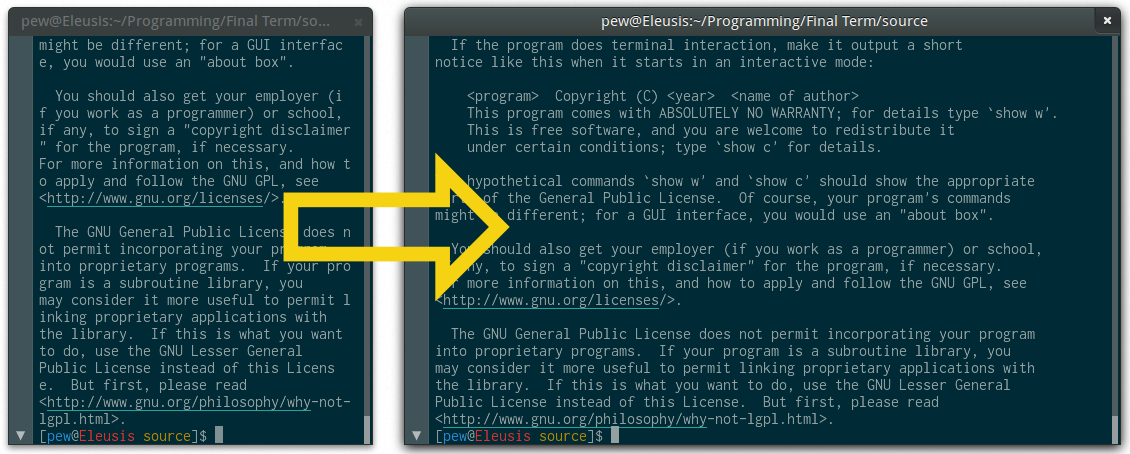 pew@Eleusis:~/Programming/Final Term/so...
might be different; for a GUI interfac
e, you would use an "about box".
You should also get your employer (i
f you work as a programmer) or school,
if any, to sign a "copyright disclaimer
" for the program, if necessary.
For more information on this, and how t
o apply and follow the GNU GPL, see
<http://www.gnu.org/licenses/>.
The GNU General Public License does n
ot permit incorporating your program
into proprietary programs.  If your pro
gram is a subroutine library, you
may consider it more useful to permit l
inking proprietary applications with
the library.  If this is what you want
to do, use the GNU Lesser General
Public License instead of this Licens
e.  But first, please read
<http://www.gnu.org/philosophy/why-not-
lgpl.html>.
[pew@Eleusis source]$
pew@Eleusis:~/Programming/Final Term/source
If the program does terminal interaction, make it output a short
notice like this when it starts in an interactive mode:
<program>  Copyright (C) <year>  <name of author>
This program comes with ABSOLUTELY NO WARRANTY; for details type `show w'.
This is free software, and you are welcome to redistribute it
under certain conditions; type `show c' for details.
hypothetical commands `show w' and `show c' should show the appropriate
of the General Public License.  Of course, your program's commands
might be different; for a GUI interface, you would use an "about box".
You should also get your employer (if you work as a programmer) or school,
any, to sign a "copyright disclaimer" for the program, if necessary.
more information on this, and how to apply and follow the GNU GPL, see
<http://www.gnu.org/licenses/>.
The GNU General Public License does not permit incorporating your program
into proprietary programs.  If your program is a subroutine library, you
may consider it more useful to permit linking proprietary applications with
the library.  If this is what you want to do, use the GNU Lesser General
Public License instead of this License.  But first, please read
<http://www.gnu.org/philosophy/why-not-lgpl.html>.
[pew@Eleusis source]$